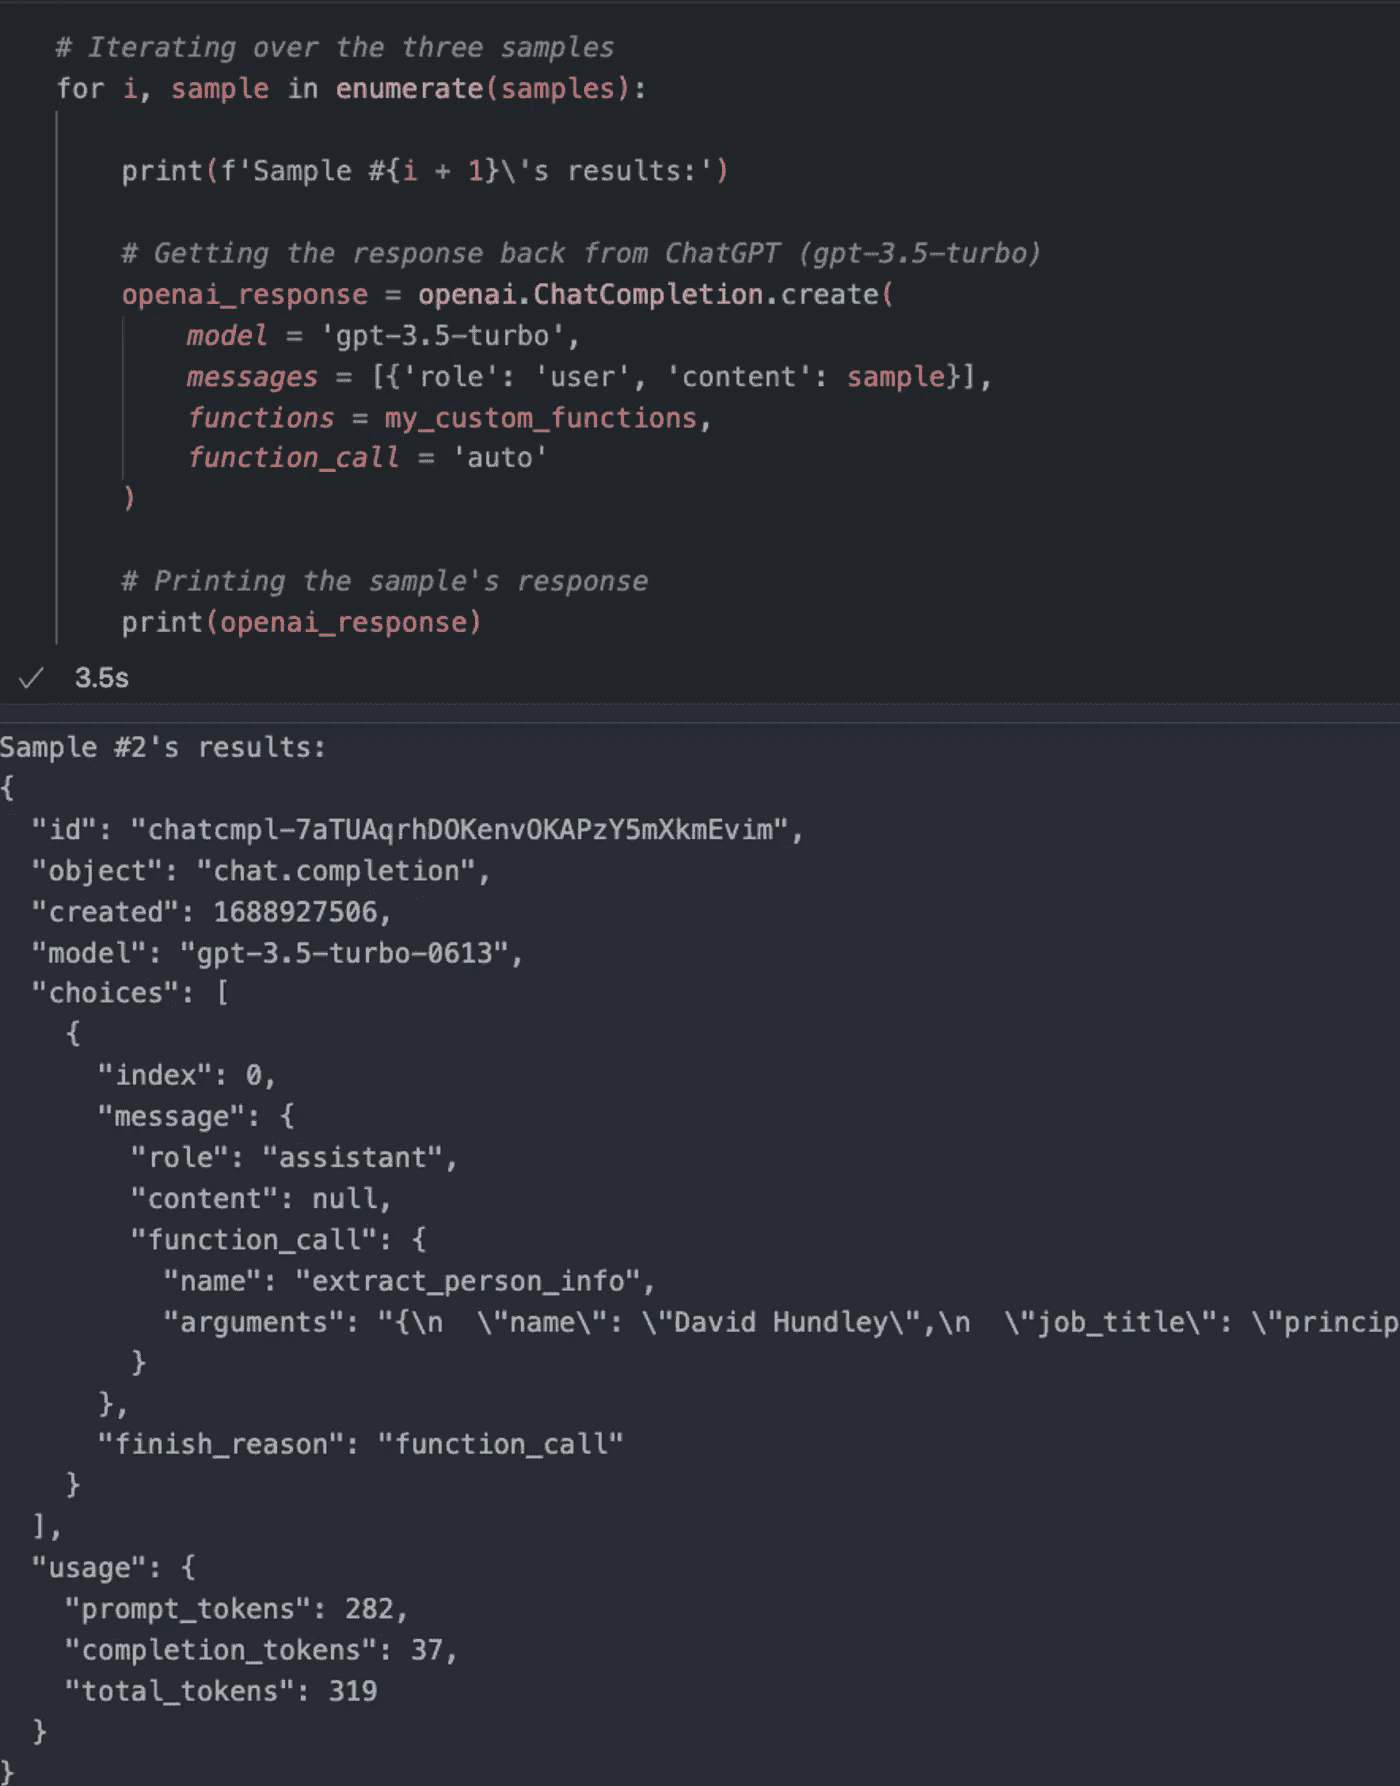 # Iterating over the three samples
for i, sample in enumerate(samples):
print(f'Sample #{i + 1}\'s results:')
# Getting the response back from ChatGPT (gpt-3.5-turbo)
openai_response = openai.ChatCompletion.create(
model = 'gpt-3.5-turbo',
messages = [{'role': 'user', 'content': sample}],
functions = my_custom_functions,
function_call = 'auto'
)
# Printing the sample's response
print(openai_response)
3.5s
Sample #2's results:
{
"id": "chatcmpl-7aTUAqrhDOKenvOKAPzY5mXkmEvim",
"object": "chat.completion",
"created": 1688927506,
"model": "gpt-3.5-turbo-0613",
"choices": [
{
"index": 0,
"message": {
"role": "assistant",
"content": null,
"function_call": {
"name": "extract_person_info",
"arguments": "{\n  \"name\": \"David Hundley\",\n  \"job_title\": \"princip
}
},
"finish_reason": "function_call"
}
],
"usage": {
"prompt_tokens": 282,
"completion_tokens": 37,
"total_tokens": 319
}
}